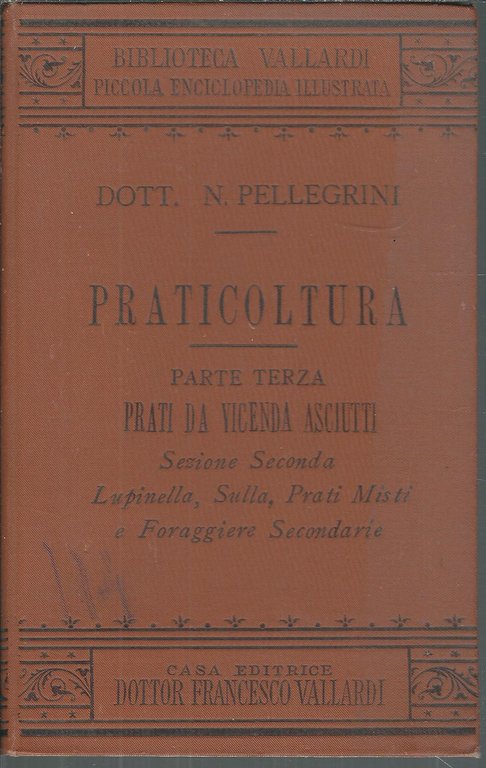 BIBLIOTECA VALLARDI
PICCOLA ENCICLOPEDIA ILLUSTRATA
DOTT. N. PELLEGRINI
PRATICOLTURA
PARTE TERZA
PRATI DA VICENDA ASCIUTTI
Sezione Seconda
Lupinella, Sulla, Prati Misti
e Foraggiere Secondarie
CASA EDITRICE
DOTTOR FRANCESCO VALLARDI